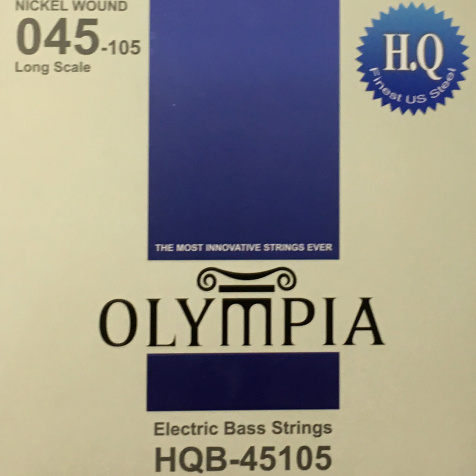 NICKEL WOUND
045-105
Long Scale
H.Q
Finest US Steel
THE MOST INNOVATIVE STRINGS EVER
OLYMPIA
Electric Bass Strings
HQB-45105